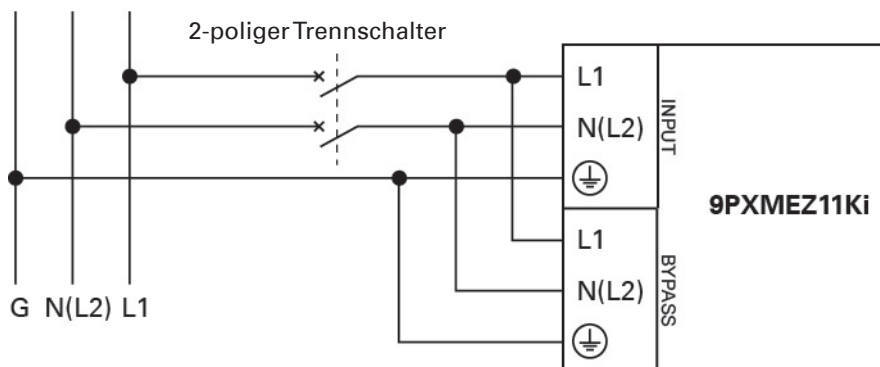 2-poliger Trennschalter
L1
N(L2)
INPUT
9PXMEZ11Ki
L1
N(L2)
BYPASS
G N(L2) L1